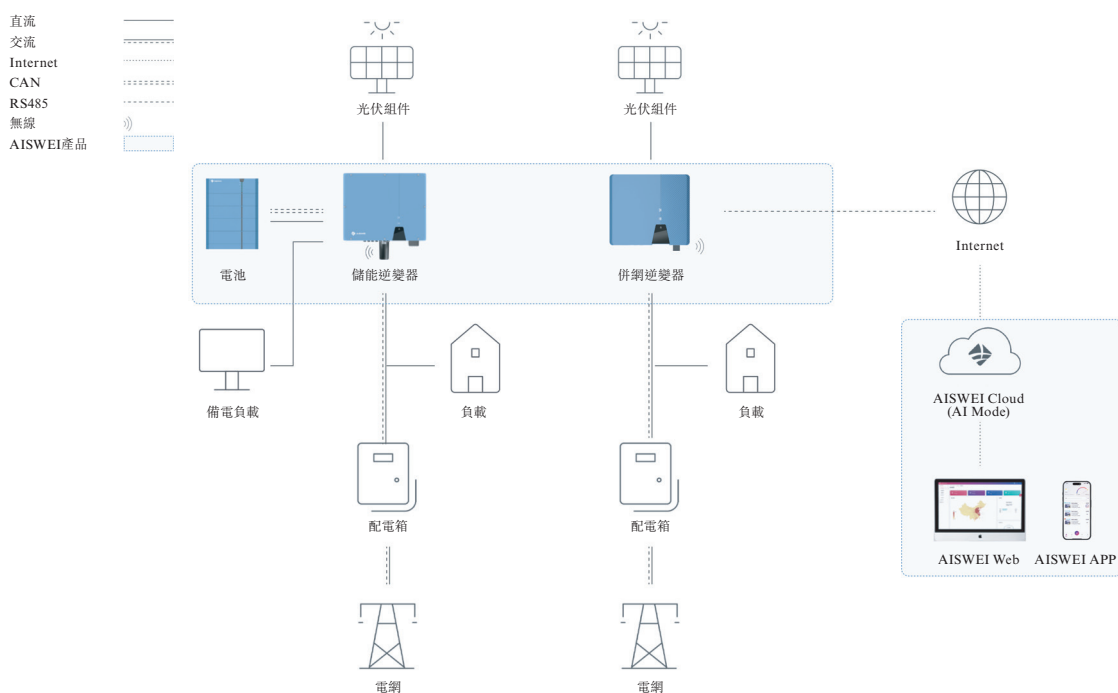 直流
交流
Internet
CAN
RS485
無線
AISWEI產品
光伏組件
光伏組件
電池
儲能逆變器
併網逆變器
Internet
備電負載
負載
負載
AISWEI Cloud
(AI Mode)
配電箱
配電箱
AISWEI Web
AISWEI APP
電網
電網